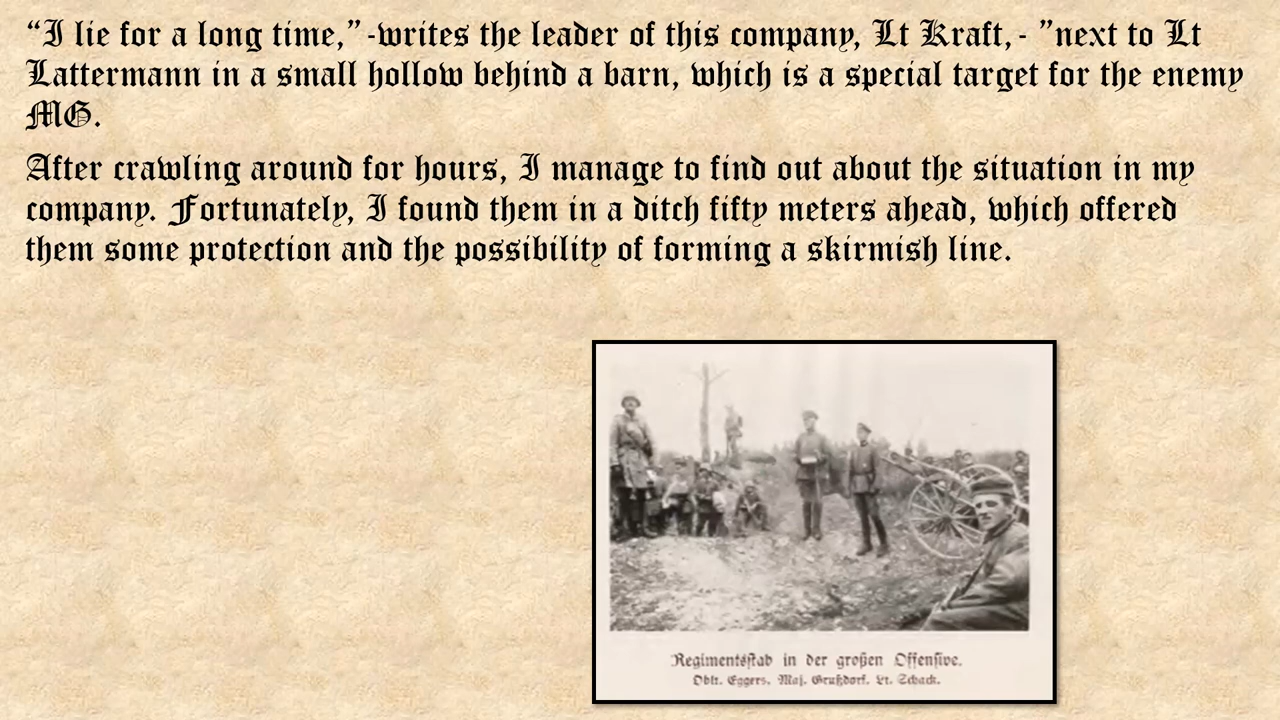 “I lie for a long time,” -writes the leader of this company, Lt Kraft, - ”next to Lt
Lattermann in a small hollow behind a barn, which is a special target for the enemy
MG.
After crawling around for hours, I manage to find out about the situation in my
company. Fortunately, I found them in a ditch fifty meters ahead, which offered
them some protection and the possibility of forming a skirmish line.
Regimentsstab in der großen Offensive.
Oblt. Eggers. Maj. Grußdorf. Lt. Schack.